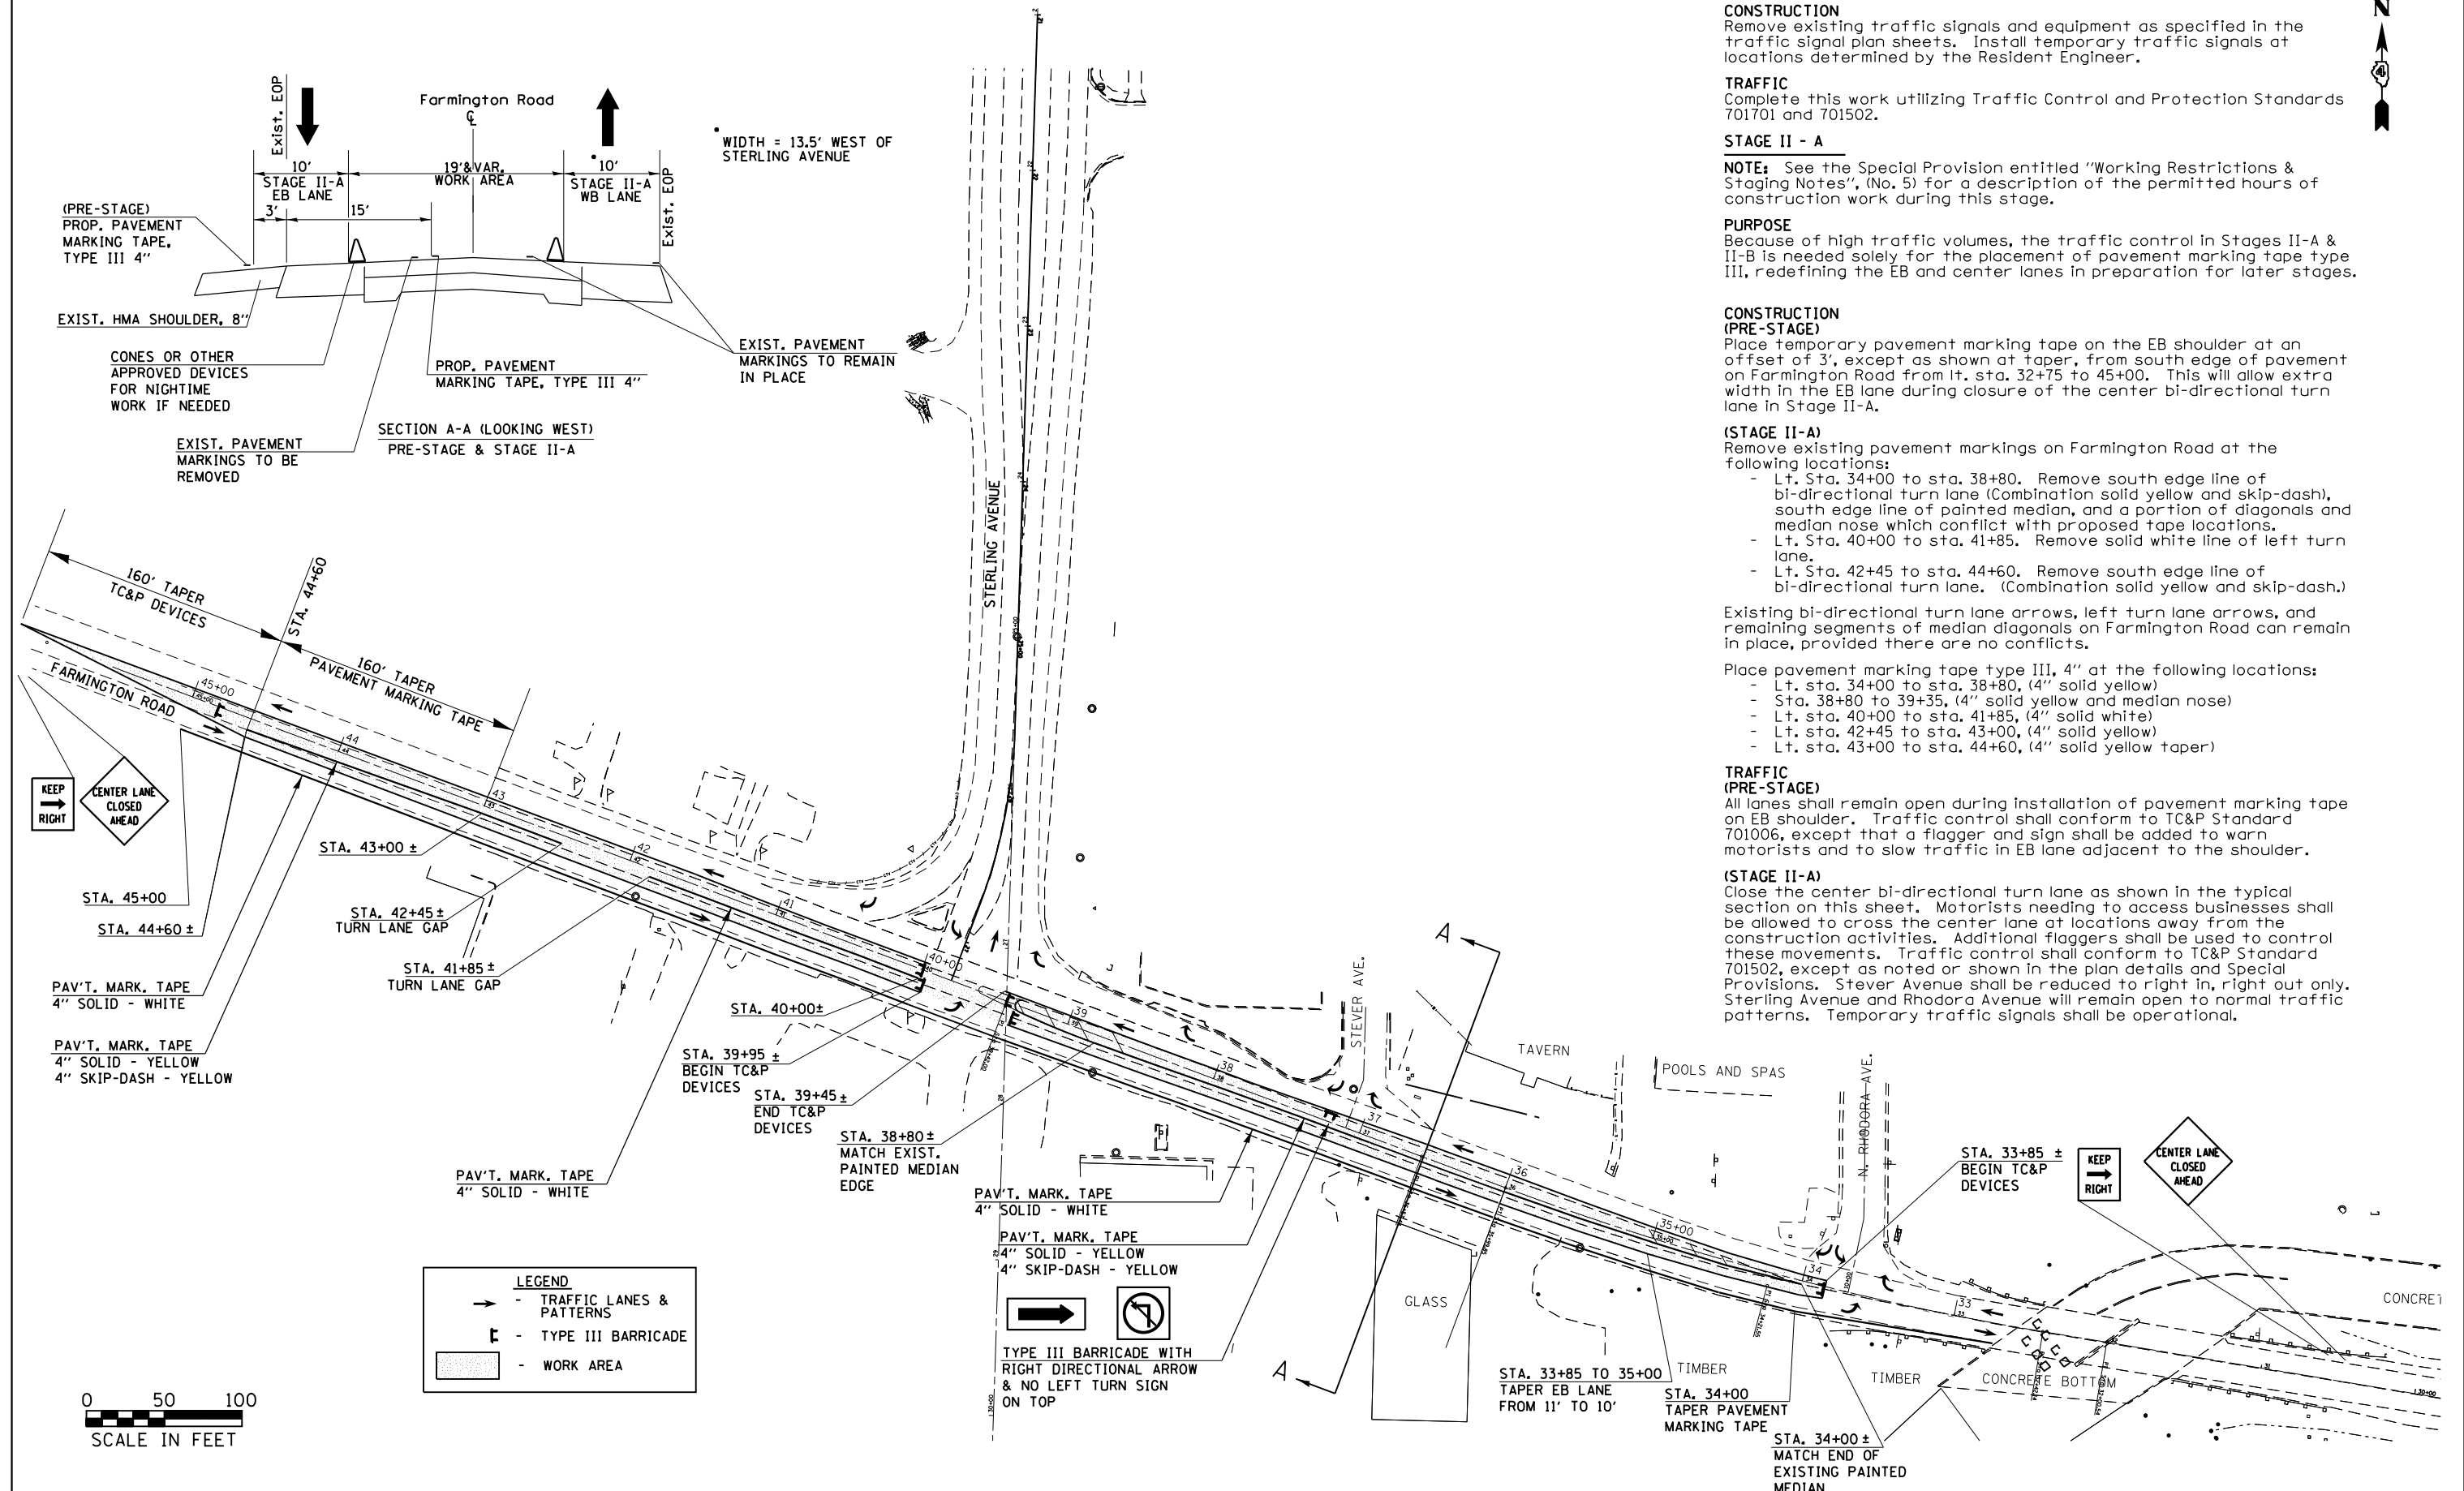 Farmington Road
℄
Exist. EOP
10'
STAGE II-A
EB LANE
19'&VAR.
WORK AREA
•10'
STAGE II-A
WB LANE
Exist. EOP
3'
15'
•WIDTH = 13.5' WEST OF
STERLING AVENUE
(PRE-STAGE)
PROP. PAVEMENT
MARKING TAPE,
TYPE III 4''
EXIST. HMA SHOULDER, 8''
CONES OR OTHER
APPROVED DEVICES
FOR NIGHTIME
WORK IF NEEDED
EXIST. PAVEMENT
MARKINGS TO BE
REMOVED
PROP. PAVEMENT
MARKING TAPE, TYPE III 4''
EXIST. PAVEMENT
MARKINGS TO REMAIN
IN PLACE
SECTION A-A (LOOKING WEST)
PRE-STAGE & STAGE II-A
CONSTRUCTION
Remove existing traffic signals and equipment as specified in the
traffic signal plan sheets. Install temporary traffic signals at
locations determined by the Resident Engineer.
TRAFFIC
Complete this work utilizing Traffic Control and Protection Standards
701701 and 701502.
STAGE II - A
NOTE: See the Special Provision entitled ''Working Restrictions &
Staging Notes'', (No. 5) for a description of the permitted hours of
construction work during this stage.
PURPOSE
Because of high traffic volumes, the traffic control in Stages II-A &
II-B is needed solely for the placement of pavement marking tape type
III, redefining the EB and center lanes in preparation for later stages.
CONSTRUCTION
(PRE-STAGE)
Place temporary pavement marking tape on the EB shoulder at an
offset of 3', except as shown at taper, from south edge of pavement
on Farmington Road from lt. sta. 32+75 to 45+00. This will allow extra
width in the EB lane during closure of the center bi-directional turn
lane in Stage II-A.
(STAGE II-A)
Remove existing pavement markings on Farmington Road at the
following locations:
- Lt. Sta. 34+00 to sta. 38+80. Remove south edge line of
bi-directional turn lane (Combination solid yellow and skip-dash),
south edge line of painted median, and a portion of diagonals and
median nose which conflict with proposed tape locations.
- Lt. Sta. 40+00 to sta. 41+85. Remove solid white line of left turn
lane.
- Lt. Sta. 42+45 to sta. 44+60. Remove south edge line of
bi-directional turn lane. (Combination solid yellow and skip-dash.)
Existing bi-directional turn lane arrows, left turn lane arrows, and
remaining segments of median diagonals on Farmington Road can remain
in place, provided there are no conflicts.
Place pavement marking tape type III, 4'' at the following locations:
- Lt. sta. 34+00 to sta. 38+80, (4'' solid yellow)
- Sta. 38+80 to 39+35, (4'' solid yellow and median nose)
- Lt. sta. 40+00 to sta. 41+85, (4'' solid white)
- Lt. sta. 42+45 to sta. 43+00, (4'' solid yellow)
- Lt. sta. 43+00 to sta. 44+60, (4'' solid yellow taper)
TRAFFIC
(PRE-STAGE)
All lanes shall remain open during installation of pavement marking tape
on EB shoulder. Traffic control shall conform to TC&P Standard
701006, except that a flagger and sign shall be added to warn
motorists and to slow traffic in EB lane adjacent to the shoulder.
(STAGE II-A)
Close the center bi-directional turn lane as shown in the typical
section on this sheet. Motorists needing to access businesses shall
be allowed to cross the center lane at locations away from the
construction activities. Additional flaggers shall be used to control
these movements. Traffic control shall conform to TC&P Standard
701502, except as noted or shown in the plan details and Special
Provisions. Stever Avenue shall be reduced to right in, right out only.
Sterling Avenue and Rhodora Avenue will remain open to normal traffic
patterns. Temporary traffic signals shall be operational.
N
4
160' TAPER
TC&P DEVICES
STA. 44+60
160' TAPER
PAVEMENT MARKING TAPE
FARMINGTON ROAD
STERLING AVENUE
45+00
44
43
42
41
40+00
39
38
37
36
35+00
34
33
KEEP
RIGHT
CENTER LANE
CLOSED
AHEAD
STA. 45+00
STA. 44+60 ±
STA. 43+00 ±
STA. 42+45 ±
TURN LANE GAP
STA. 41+85 ±
TURN LANE GAP
PAV'T. MARK. TAPE
4'' SOLID - WHITE
PAV'T. MARK. TAPE
4'' SOLID - YELLOW
4'' SKIP-DASH - YELLOW
STA. 40+00±
STA. 39+95 ±
BEGIN TC&P
DEVICES
STA. 39+45 ±
END TC&P
DEVICES
STA. 38+80 ±
MATCH EXIST.
PAINTED MEDIAN
EDGE
PAV'T. MARK. TAPE
4'' SOLID - WHITE
PAV'T. MARK. TAPE
4'' SOLID - WHITE
PAV'T. MARK. TAPE
4'' SOLID - YELLOW
4'' SKIP-DASH - YELLOW
TYPE III BARRICADE WITH
RIGHT DIRECTIONAL ARROW
& NO LEFT TURN SIGN
ON TOP
A
A
STEVER AVE.
TAVERN
POOLS AND SPAS
N. RHODORA AVE.
STA. 33+85 ±
BEGIN TC&P
DEVICES
KEEP
RIGHT
CENTER LANE
CLOSED
AHEAD
GLASS
STA. 33+85 TO 35+00
TAPER EB LANE
FROM 11' TO 10'
TIMBER
STA. 34+00
TAPER PAVEMENT
MARKING TAPE
STA. 34+00 ±
MATCH END OF
EXISTING PAINTED
MEDIAN
TIMBER
CONCRETE BOTTOM
CONCRET
LEGEND
- TRAFFIC LANES &
PATTERNS
- TYPE III BARRICADE
- WORK AREA
0 50 100
SCALE IN FEET